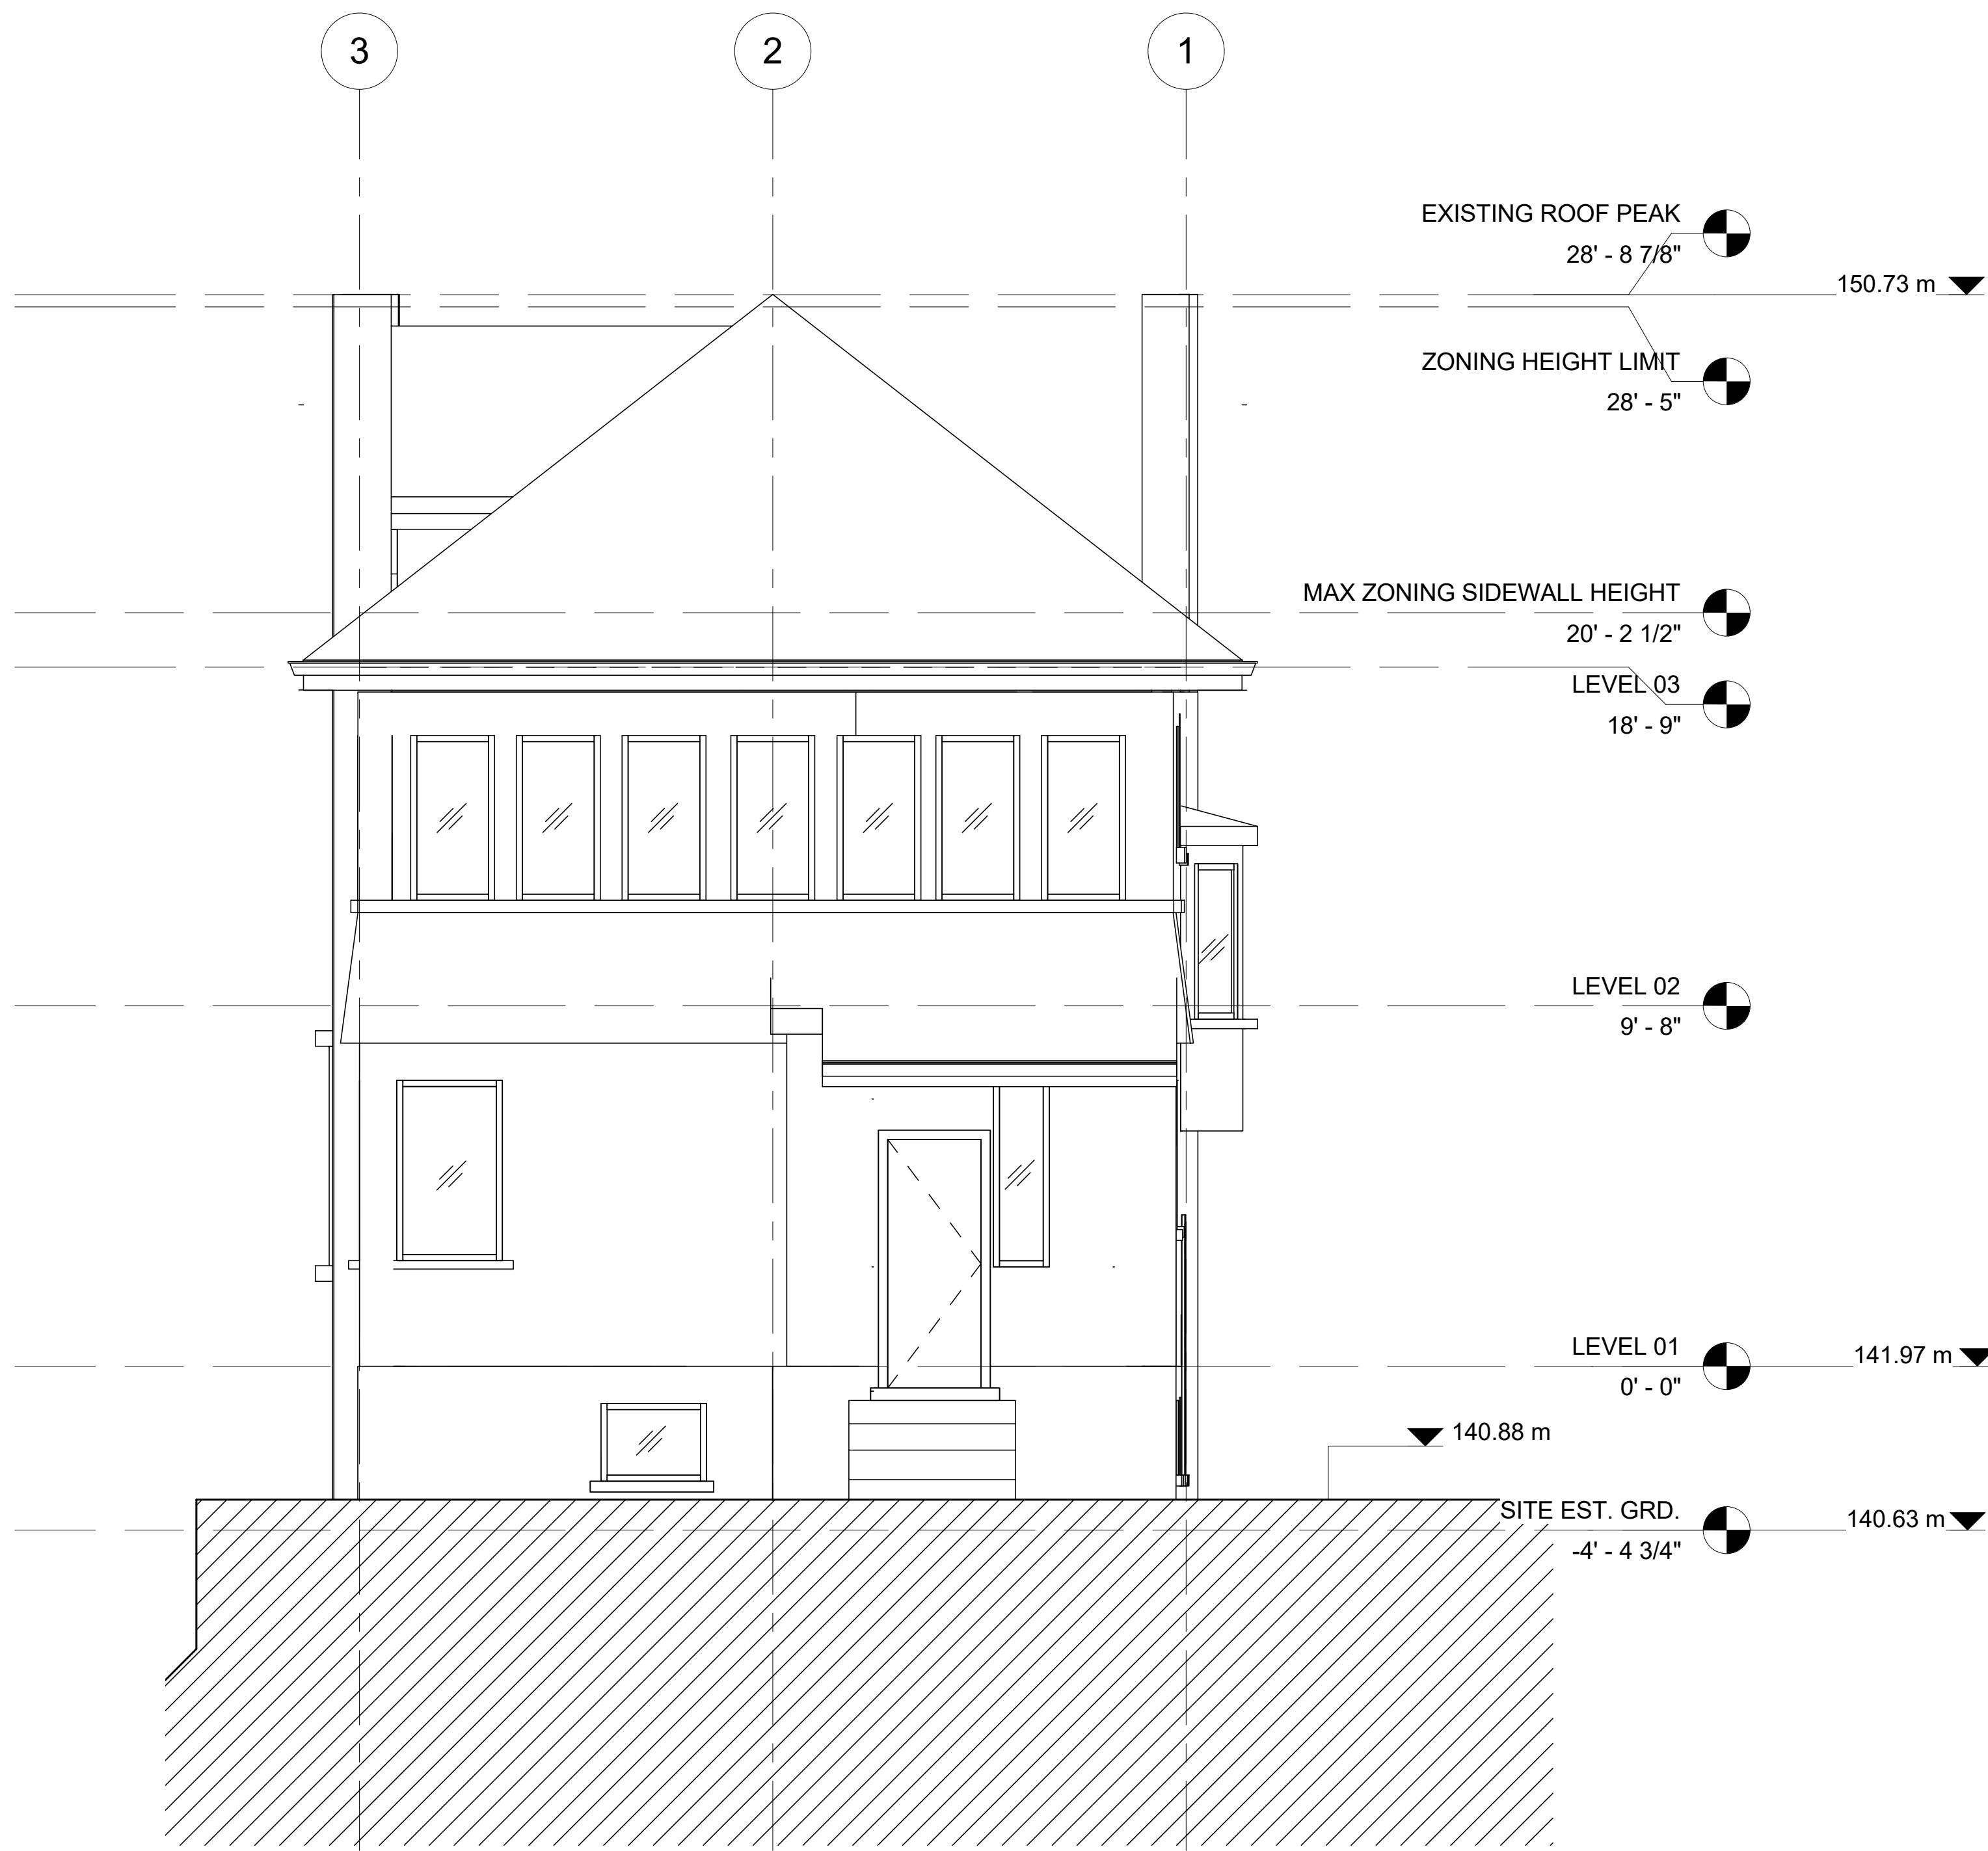 3
2
1
EXISTING ROOF PEAK
28' - 8 7/8"
150.73 m
ZONING HEIGHT LIMIT
28' - 5"
MAX ZONING SIDEWALL HEIGHT
20' - 2 1/2"
LEVEL 03
18' - 9"
LEVEL 02
9' - 8"
LEVEL 01
141.97 m
0' - 0"
140.88 m
SITE EST. GRD.
140.63 m
-4' - 4 3/4"